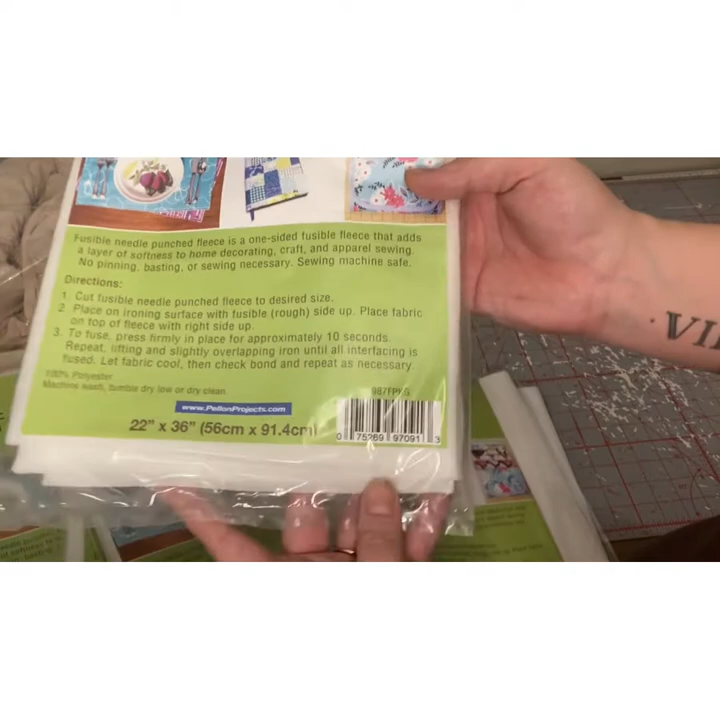 Fusible needle punched fleece is a one-sided fusible fleece that adds
a layer of softness to home decorating, craft, and apparel sewing.
No pinning, basting, or sewing necessary. Sewing machine safe.
Directions:
1. Cut fusible needle punched fleece to desired size.
2. Place on ironing surface with fusible (rough) side up. Place fabric
on top of fleece with right side up.
3. To fuse, press firmly in place for approximately 10 seconds.
Repeat, lifting and slightly overlapping iron until all interfacing is
fused. Let fabric cool, then check bond and repeat as necessary.
100% Polyester
Machine wash, tumble dry low or dry clean
987FPKG
www.PellonProjects.com
22" x 36" (56cm x 91.4cm)
0 75269 97091 3
VII